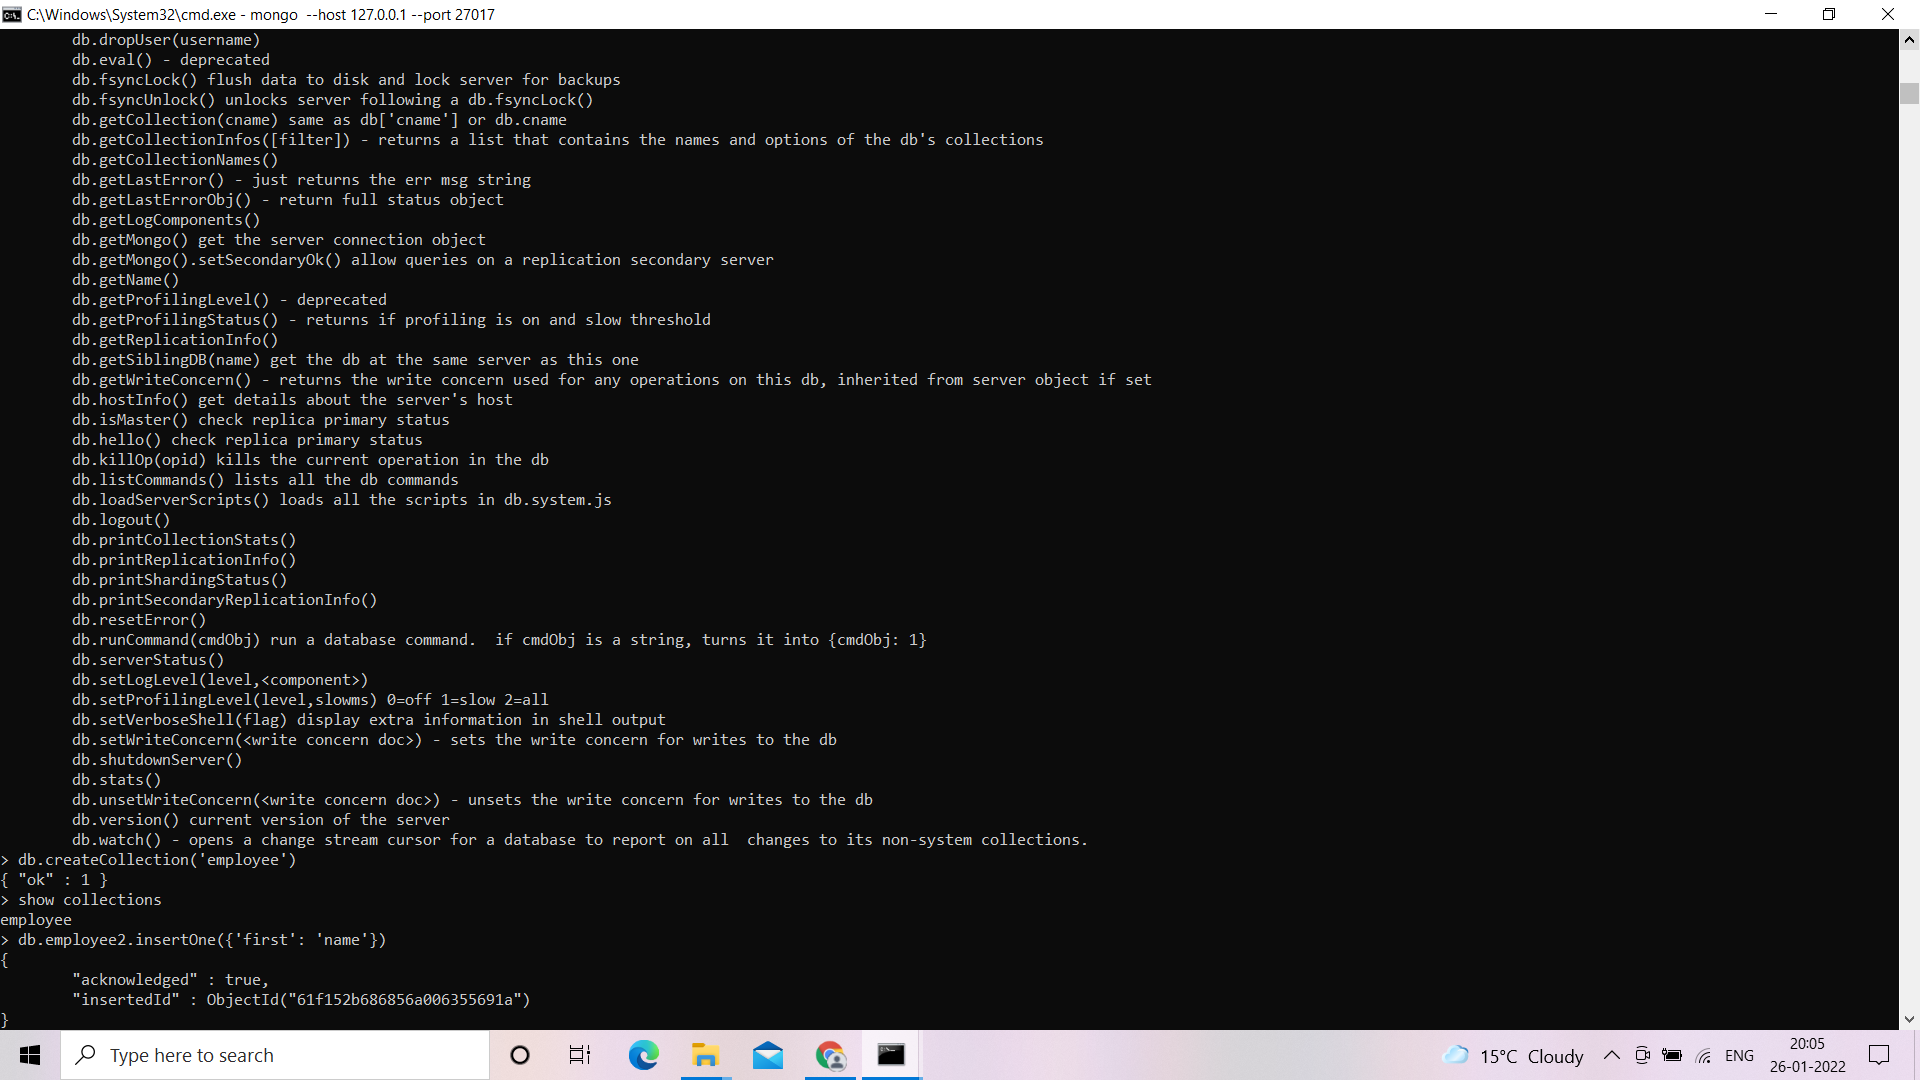 C:\Windows\System32\cmd.exe - mongo  --host 127.0.0.1 --port 27017
db.dropUser(username)
db.eval() - deprecated
db.fsyncLock() flush data to disk and lock server for backups
db.fsyncUnlock() unlocks server following a db.fsyncLock()
db.getCollection(cname) same as db['cname'] or db.cname
db.getCollectionInfos([filter]) - returns a list that contains the names and options of the db's collections
db.getCollectionNames()
db.getLastError() - just returns the err msg string
db.getLastErrorObj() - return full status object
db.getLogComponents()
db.getMongo() get the server connection object
db.getMongo().setSecondaryOk() allow queries on a replication secondary server
db.getName()
db.getProfilingLevel() - deprecated
db.getProfilingStatus() - returns if profiling is on and slow threshold
db.getReplicationInfo()
db.getSiblingDB(name) get the db at the same server as this one
db.getWriteConcern() - returns the write concern used for any operations on this db, inherited from server object if set
db.hostInfo() get details about the server's host
db.isMaster() check replica primary status
db.hello() check replica primary status
db.killOp(opid) kills the current operation in the db
db.listCommands() lists all the db commands
db.loadServerScripts() loads all the scripts in db.system.js
db.logout()
db.printCollectionStats()
db.printReplicationInfo()
db.printShardingStatus()
db.printSecondaryReplicationInfo()
db.resetError()
db.runCommand(cmdObj) run a database command.  if cmdObj is a string, turns it into {cmdObj: 1}
db.serverStatus()
db.setLogLevel(level,<component>)
db.setProfilingLevel(level,slowms) 0=off 1=slow 2=all
db.setVerboseShell(flag) display extra information in shell output
db.setWriteConcern(<write concern doc>) - sets the write concern for writes to the db
db.shutdownServer()
db.stats()
db.unsetWriteConcern(<write concern doc>) - unsets the write concern for writes to the db
db.version() current version of the server
db.watch() - opens a change stream cursor for a database to report on all  changes to its non-system collections.
> db.createCollection('employee')
{ "ok" : 1 }
> show collections
employee
> db.employee2.insertOne({'first': 'name'})
{
"acknowledged" : true,
"insertedId" : ObjectId("61f152b686856a006355691a")
}
Type here to search
15°C Cloudy
ENG
20:05
26-01-2022